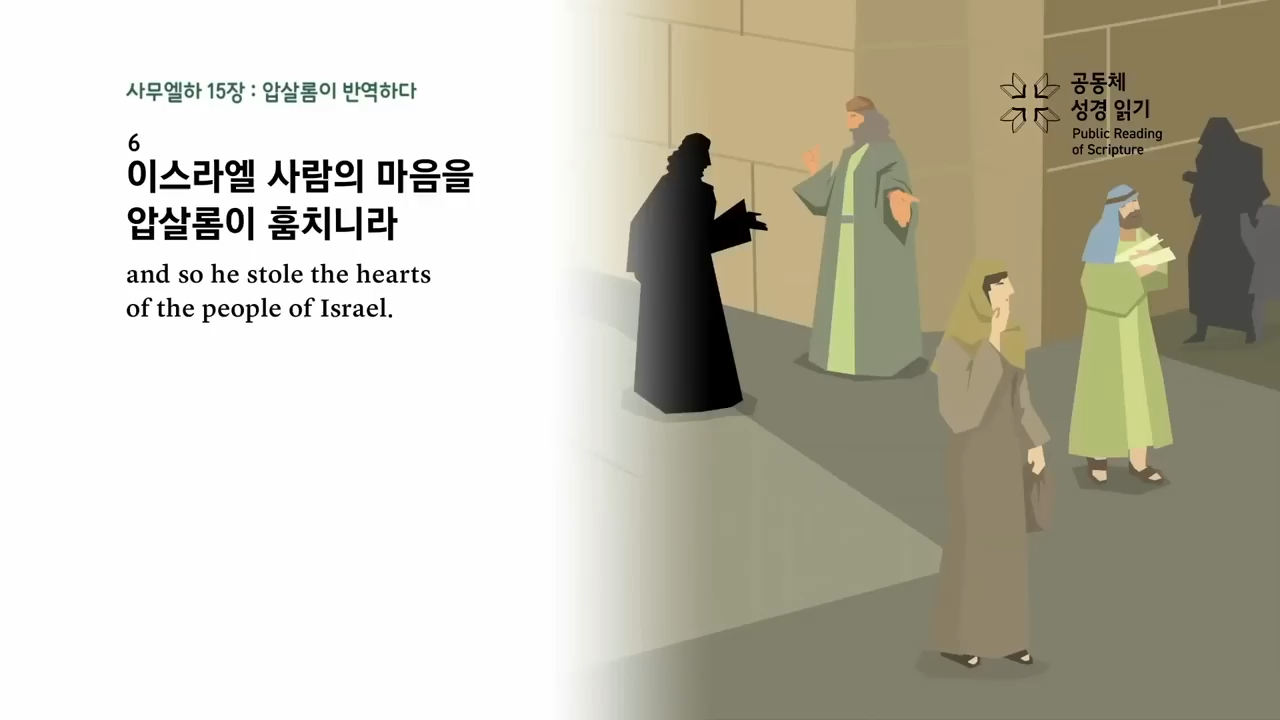 사무엘하 15장 : 압살롬이 반역하다
6
이스라엘 사람의 마음을
압살롬이 훔치니라
and so he stole the hearts
of the people of Israel.
공동체
성경 읽기
Public Reading
of Scripture